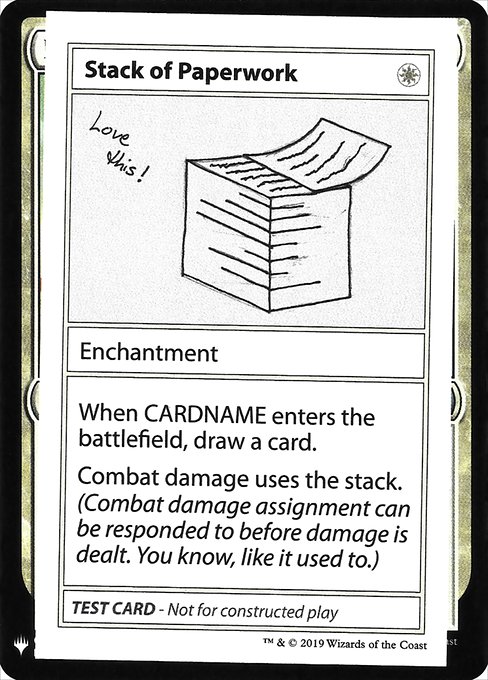 Stack of Paperwork
Love
this!
Enchantment
When CARDNAME enters the
battlefield, draw a card.
Combat damage uses the stack.
(Combat damage assignment can
be responded to before damage is
dealt. You know, like it used to.)
TEST CARD - Not for constructed play
™ & © 2019 Wizards of the Coast